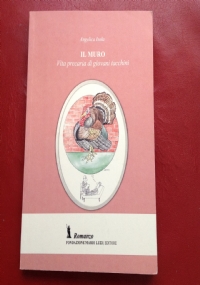 IL MURO
Vita precaria di giovani tacchini
Romanzo
FONDAZIONE MARIO LUZI EDITORE